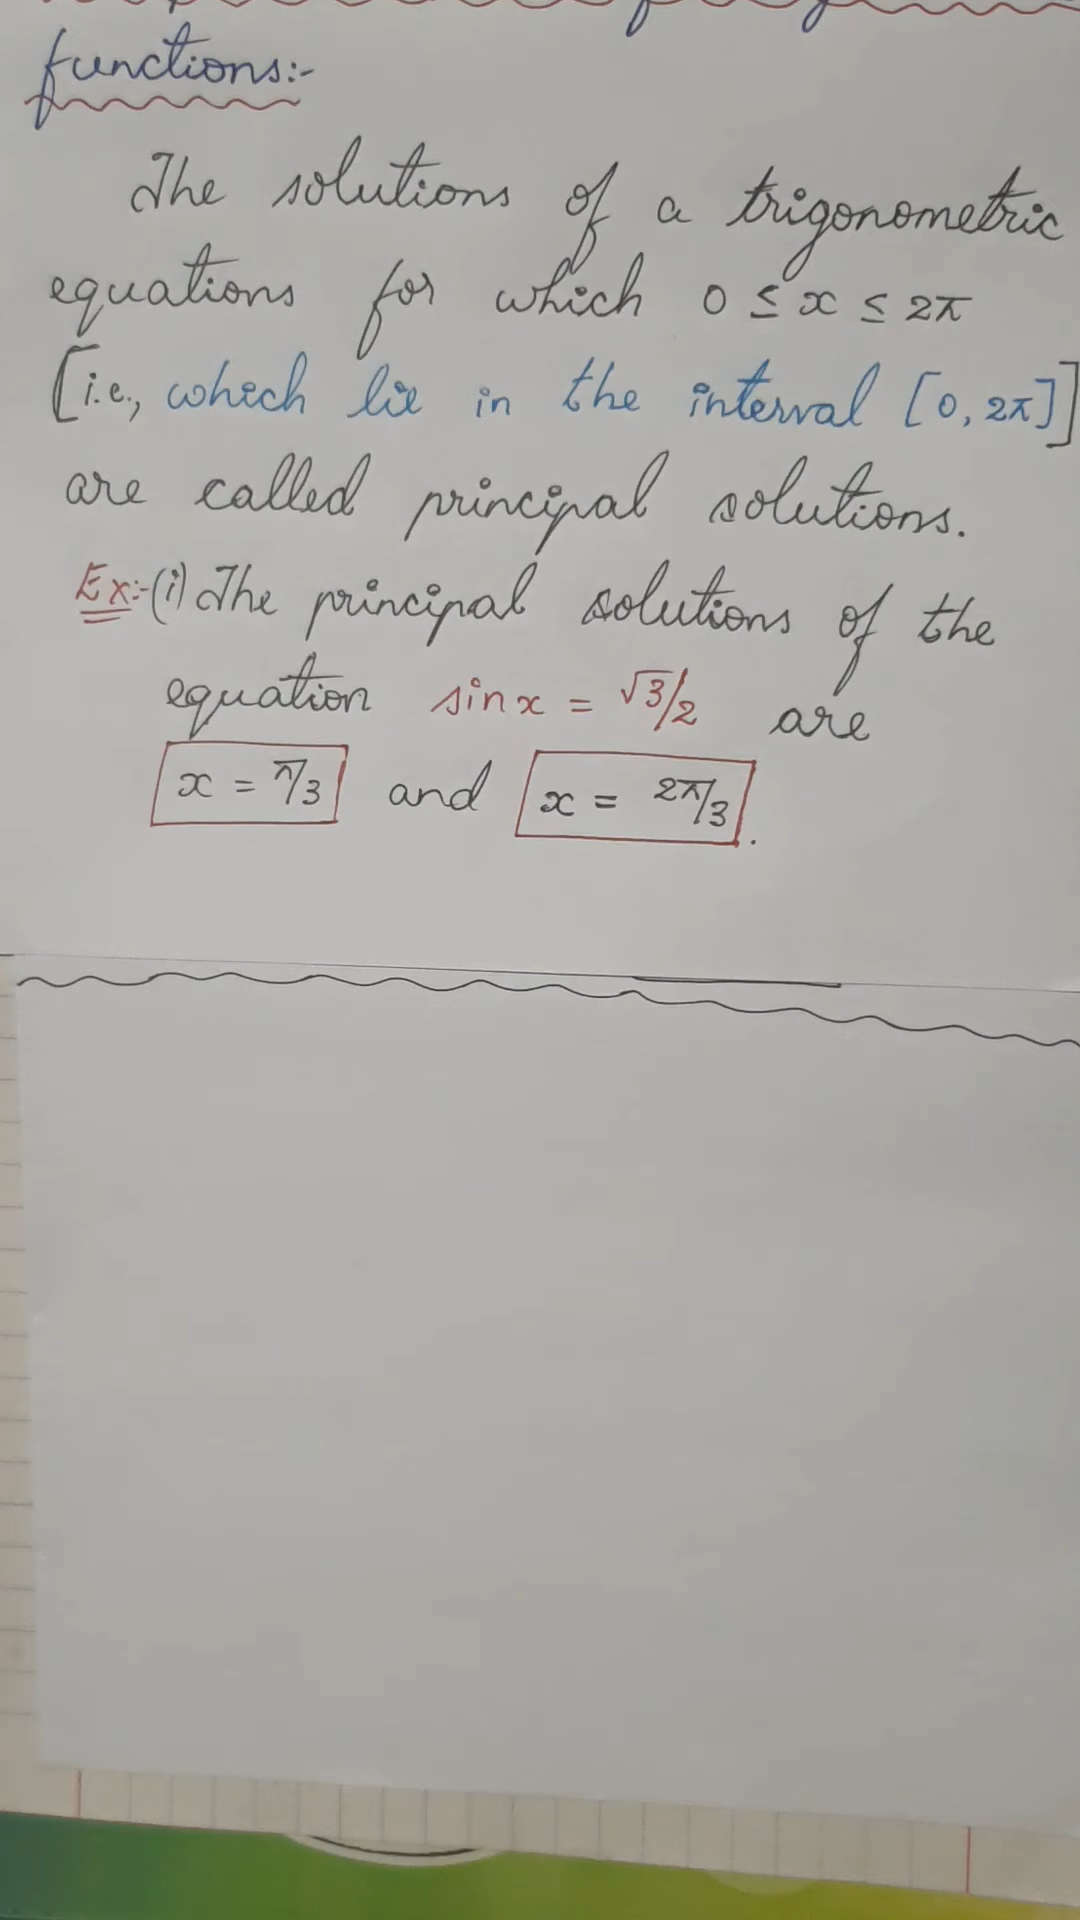 functions:-
The solutions of a trigonometric
equations for which 0 ≤ x ≤ 2π
[i.e., which lie in the interval [0, 2π]]
are called principal solutions.
Ex:-(i) The principal solutions of the
equation sin x = √3/2 are
x = π/3 and x = 2π/3.